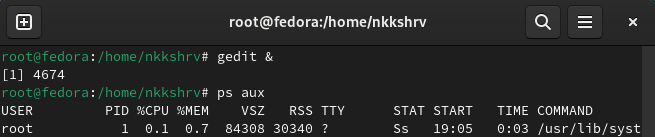 root@fedora:/home/nkkshrv
root@fedora:/home/nkkshrv# gedit &
[1] 4674
root@fedora:/home/nkkshrv# ps aux
USER PID %CPU %MEM VSZ RSS TTY STAT START TIME COMMAND
root 1 0.1 0.7 84308 30340 ? Ss 19:05 0:03 /usr/lib/syst